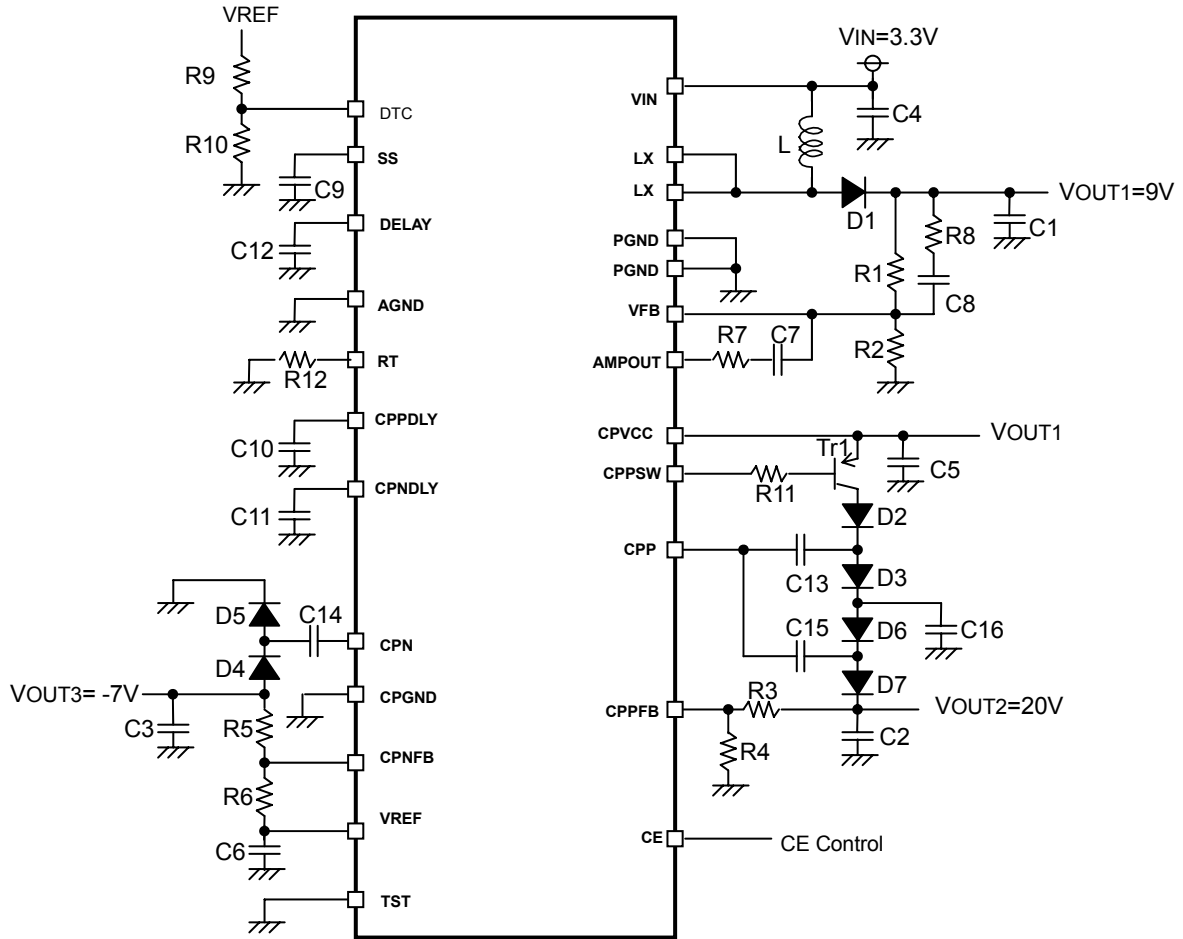 VREF
R9
R10
DTC
SS
C9
DELAY
C12
AGND
RT
R12
CPPDLY
C10
CPNDLY
C11
D5
C14
D4
CPN
VOUT3= -7V
C3
CPGND
R5
CPNFB
R6
VREF
C6
TST
VIN=3.3V
VIN
C4
L
LX
LX
D1
VOUT1=9V
C1
R8
PGND
PGND
R1
C8
VFB
R7
C7
R2
AMPOUT
CPVCC
VOUT1
Tr1
C5
CPPSW
R11
D2
CPP
C13
D3
C15
D6
C16
D7
R3
CPPFB
VOUT2=20V
C2
R4
CE
CE Control